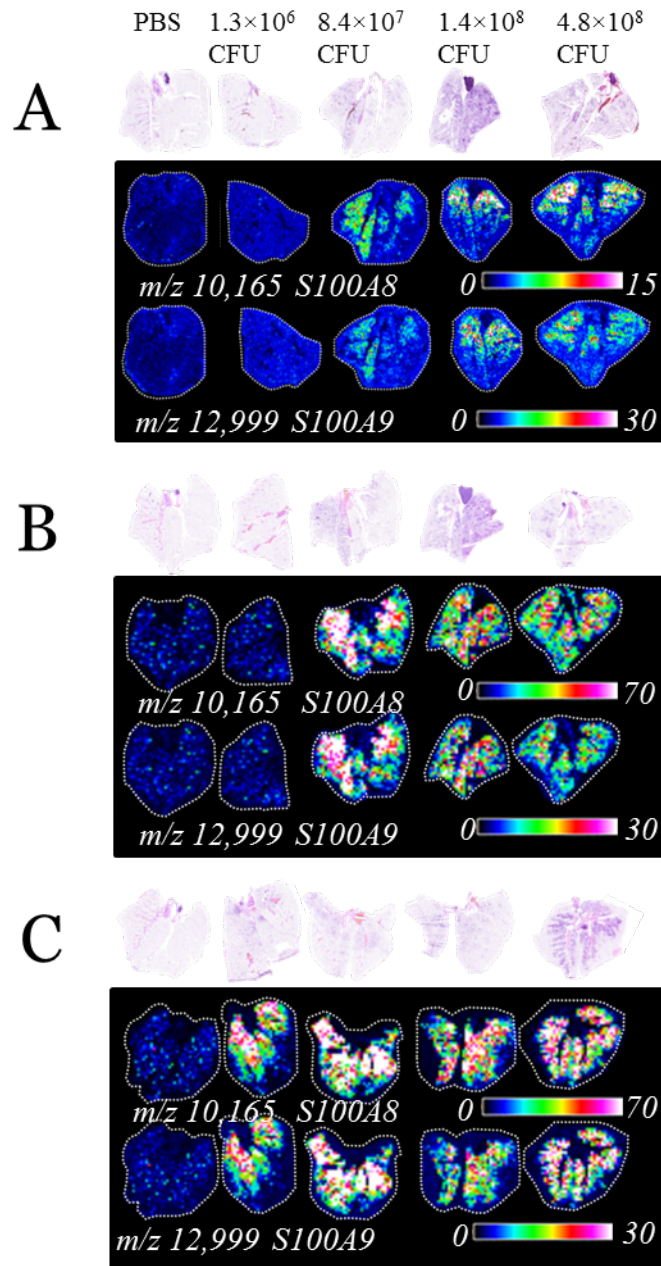 PBS 1.3×10⁶ 8.4×10⁷ 1.4×10⁸ 4.8×10⁸
CFU CFU CFU CFU
A
m/z 10,165 S100A8 0 15
m/z 12,999 S100A9 0 30
B
m/z 10,165 S100A8 0 70
m/z 12,999 S100A9 0 30
C
m/z 10,165 S100A8 0 70
m/z 12,999 S100A9 0 30